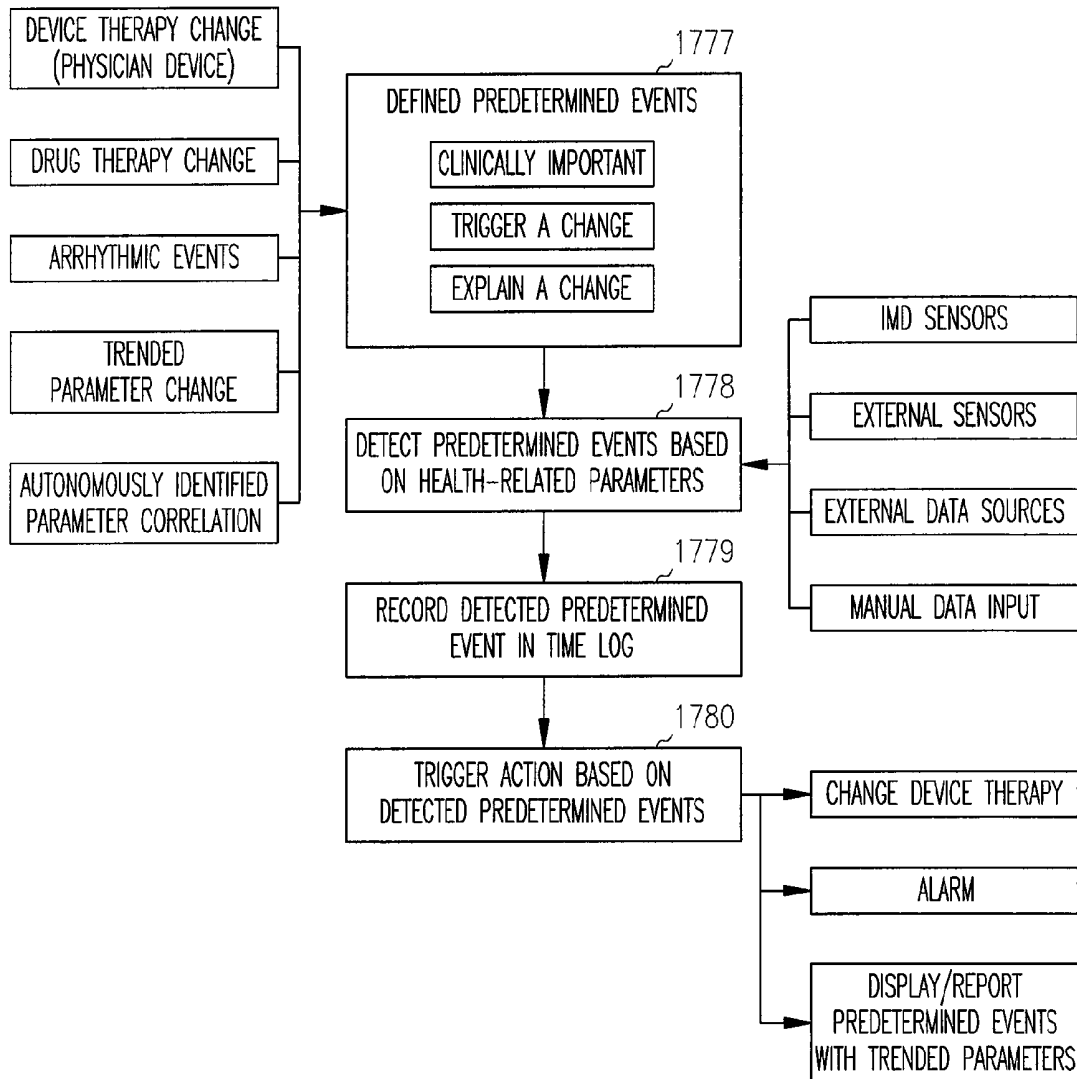 DEVICE THERAPY CHANGE
(PHYSICIAN DEVICE)
DRUG THERAPY CHANGE
ARRHYTHMIC EVENTS
TRENDED
PARAMETER CHANGE
AUTONOMOUSLY IDENTIFIED
PARAMETER CORRELATION
1777
DEFINED PREDETERMINED EVENTS
CLINICALLY IMPORTANT
TRIGGER A CHANGE
EXPLAIN A CHANGE
1778
DETECT PREDETERMINED EVENTS BASED
ON HEALTH-RELATED PARAMETERS
IMD SENSORS
EXTERNAL SENSORS
EXTERNAL DATA SOURCES
MANUAL DATA INPUT
1779
RECORD DETECTED PREDETERMINED
EVENT IN TIME LOG
1780
TRIGGER ACTION BASED ON
DETECTED PREDETERMINED EVENTS
CHANGE DEVICE THERAPY
ALARM
DISPLAY/REPORT
PREDETERMINED EVENTS
WITH TRENDED PARAMETERS